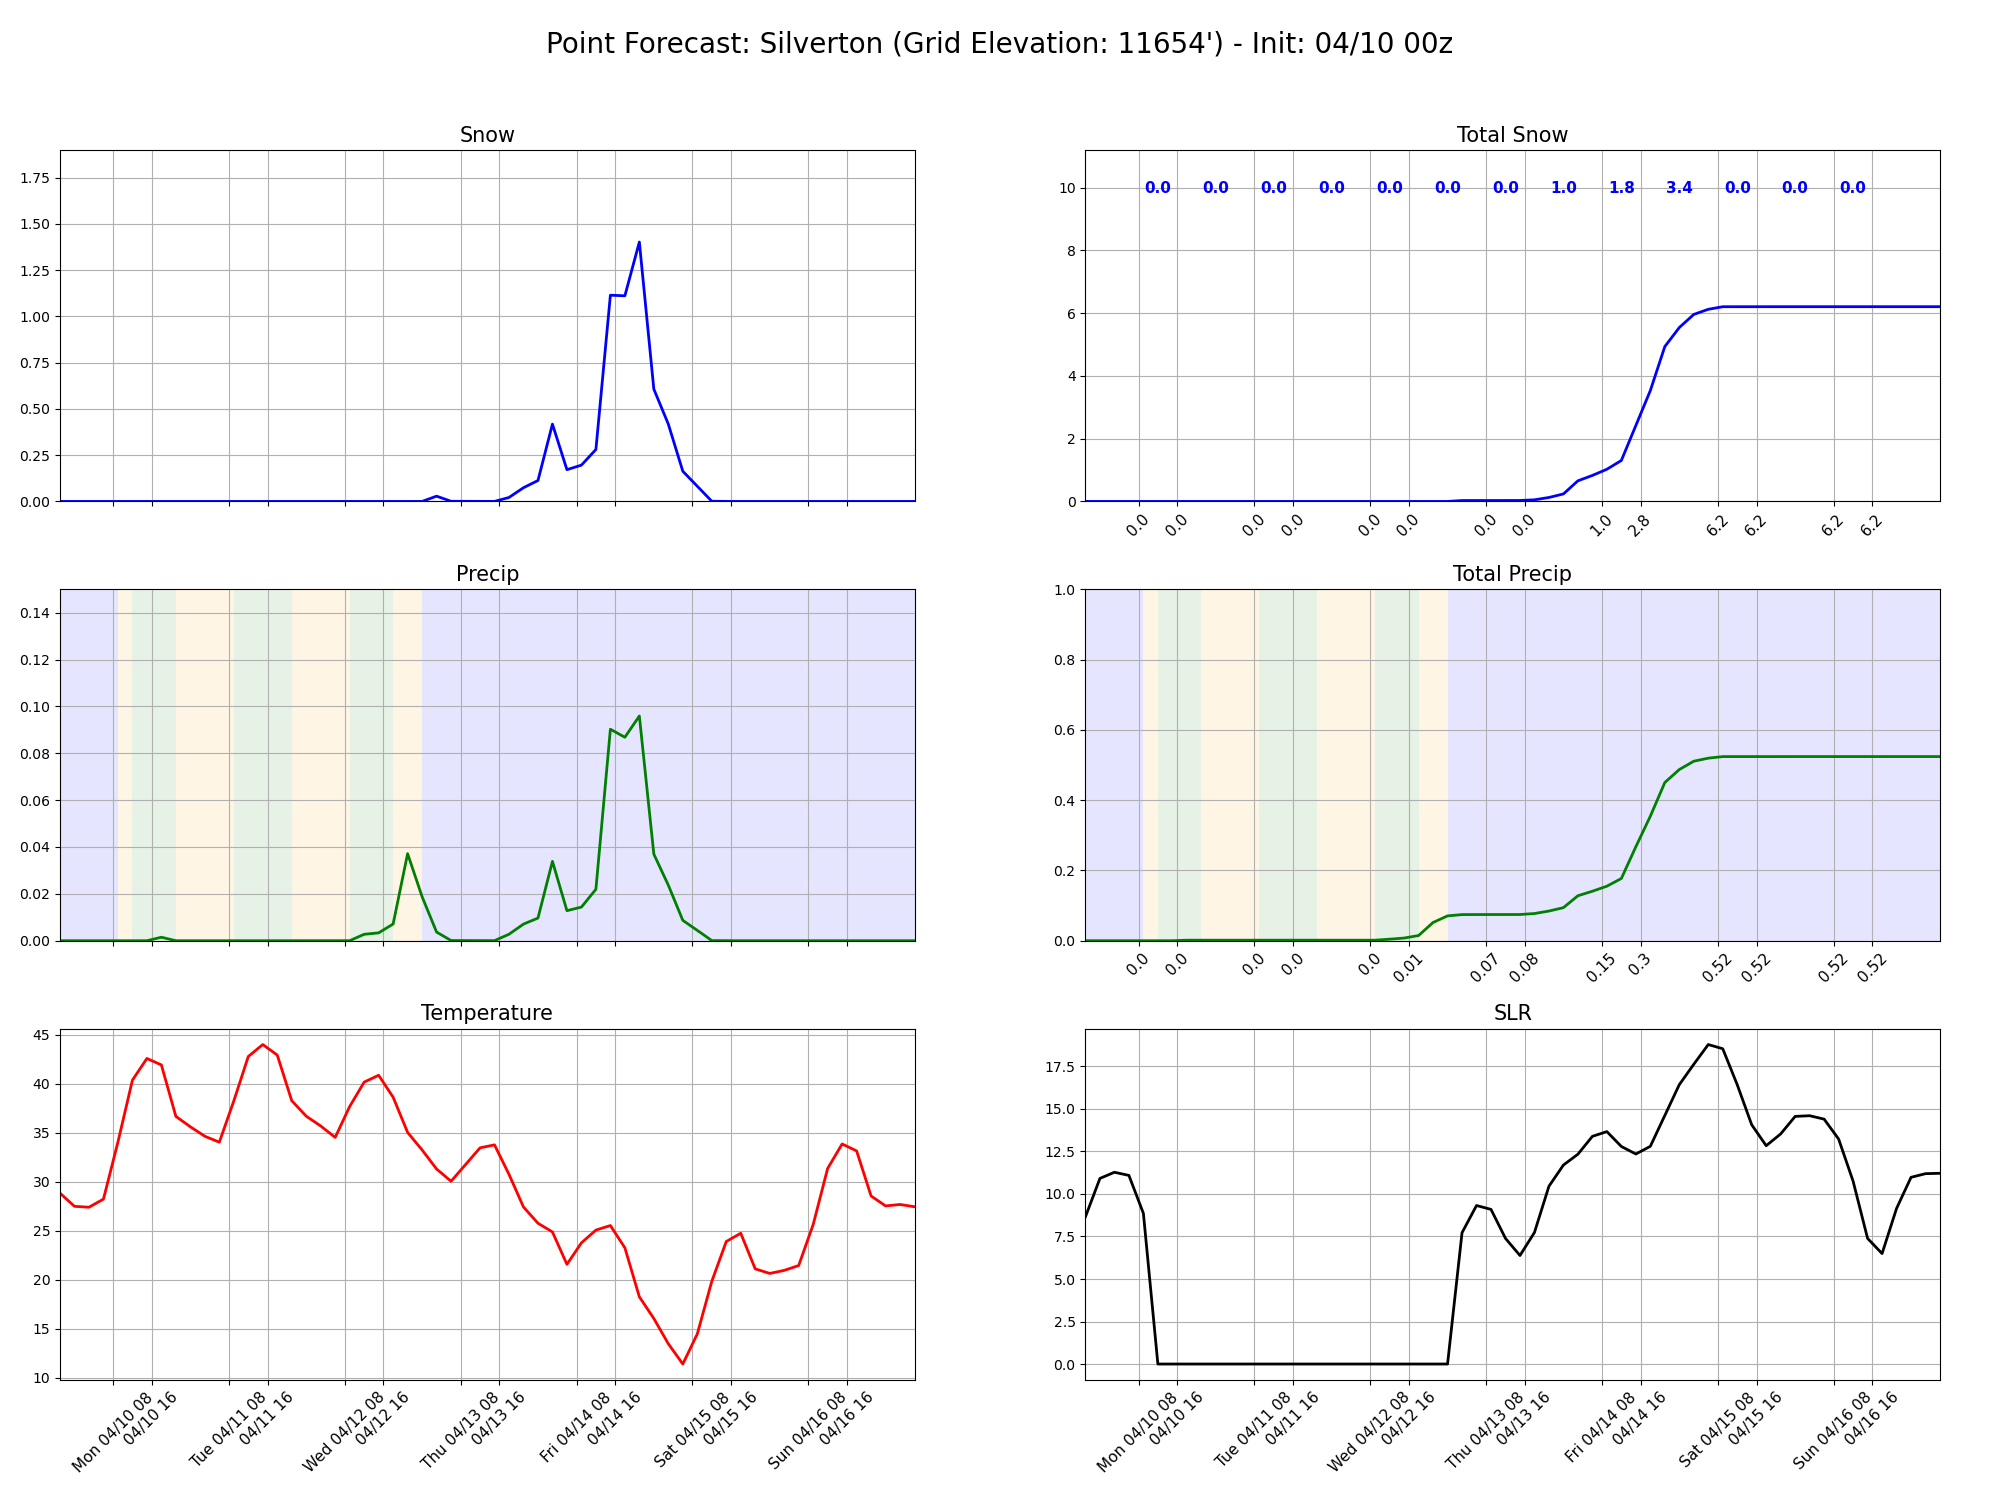 Point Forecast: Silverton (Grid Elevation: 11654') - Init: 04/10 00z
Snow
1.75
1.50
1.25
1.00
0.75
0.50
0.25
0.00
Total Snow
10
8
6
4
2
0
0.0 0.0 0.0 0.0 0.0 0.0 0.0 1.0 1.8 3.4 0.0 0.0 0.0
0.0 0.0 0.0 0.0 0.0 0.0 0.0 0.0 1.0 2.8 6.2 6.2 6.2 6.2
Precip
0.14
0.12
0.10
0.08
0.06
0.04
0.02
0.00
Total Precip
1.0
0.8
0.6
0.4
0.2
0.0
0.0 0.0 0.0 0.0 0.0 0.01 0.07 0.08 0.15 0.3 0.52 0.52 0.52 0.52
Temperature
45
40
35
30
25
20
15
10
Mon 04/10 08
04/10 16
Tue 04/11 08
04/11 16
Wed 04/12 08
04/12 16
Thu 04/13 08
04/13 16
Fri 04/14 08
04/14 16
Sat 04/15 08
04/15 16
Sun 04/16 08
04/16 16
SLR
17.5
15.0
12.5
10.0
7.5
5.0
2.5
0.0
Mon 04/10 08
04/10 16
Tue 04/11 08
04/11 16
Wed 04/12 08
04/12 16
Thu 04/13 08
04/13 16
Fri 04/14 08
04/14 16
Sat 04/15 08
04/15 16
Sun 04/16 08
04/16 16